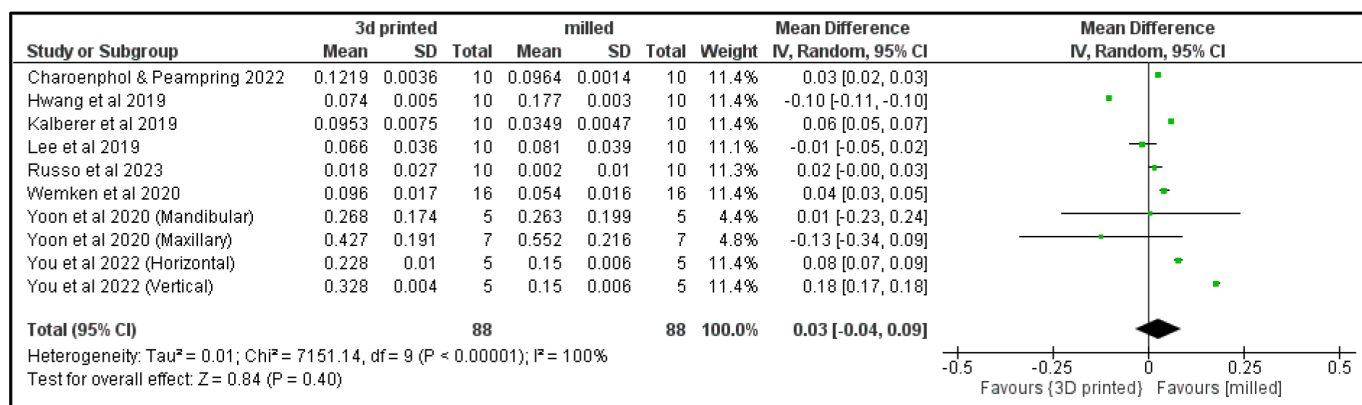 3d printed milled Mean Difference Mean Difference
Study or Subgroup Mean SD Total Mean SD Total Weight IV, Random, 95% CI IV, Random, 95% CI
Charoenphol & Peampring 2022 0.1219 0.0036 10 0.0964 0.0014 10 11.4% 0.03 [0.02, 0.03]
Hwang et al 2019 0.074 0.005 10 0.177 0.003 10 11.4% -0.10 [-0.11, -0.10]
Kalberer et al 2019 0.0953 0.0075 10 0.0349 0.0047 10 11.4% 0.06 [0.05, 0.07]
Lee et al 2019 0.066 0.036 10 0.081 0.039 10 11.1% -0.01 [-0.05, 0.02]
Russo et al 2023 0.018 0.027 10 0.002 0.01 10 11.3% 0.02 [-0.00, 0.03]
Wemken et al 2020 0.096 0.017 16 0.054 0.016 16 11.4% 0.04 [0.03, 0.05]
Yoon et al 2020 (Mandibular) 0.268 0.174 5 0.263 0.199 5 4.4% 0.01 [-0.23, 0.24]
Yoon et al 2020 (Maxillary) 0.427 0.191 7 0.552 0.216 7 4.8% -0.13 [-0.34, 0.09]
You et al 2022 (Horizontal) 0.228 0.01 5 0.15 0.006 5 11.4% 0.08 [0.07, 0.09]
You et al 2022 (Vertical) 0.328 0.004 5 0.15 0.006 5 11.4% 0.18 [0.17, 0.18]
Total (95% CI) 88 88 100.0% 0.03 [-0.04, 0.09]
Heterogeneity: Tau² = 0.01; Chi² = 7151.14, df = 9 (P < 0.00001); I² = 100%
Test for overall effect: Z = 0.84 (P = 0.40)
-0.5 -0.25 0 0.25 0.5
Favours {3D printed} Favours [milled]